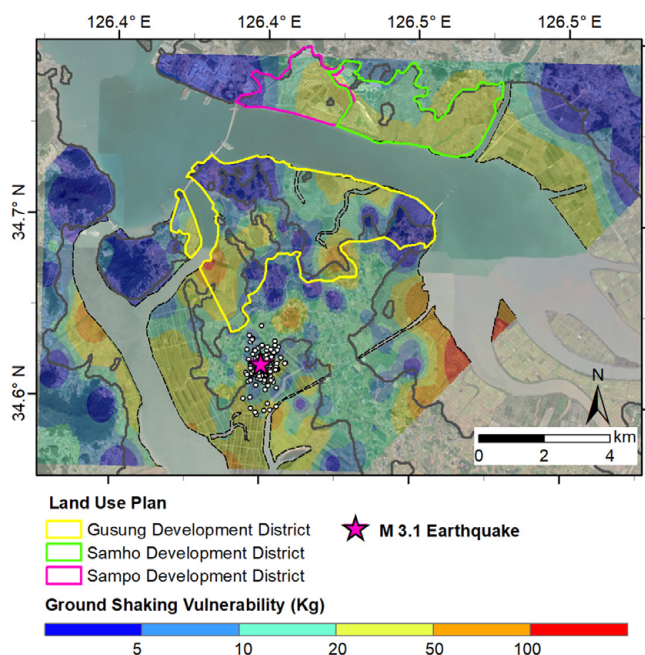 126.4° E 126.4° E 126.5° E 126.5° E
34.7° N
34.6° N
N
0 2 4 km
Land Use Plan
Gusung Development District
M 3.1 Earthquake
Samho Development District
Sampo Development District
Ground Shaking Vulnerability (Kg)
5 10 20 50 100